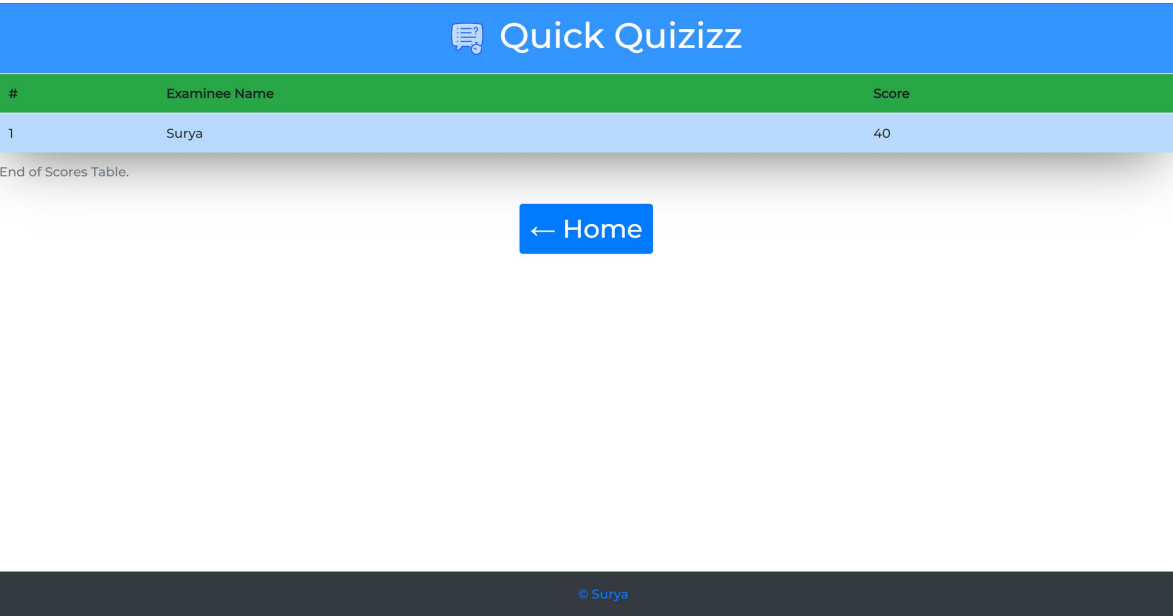 Quick Quizizz
# Examinee Name Score
1 Surya 40
End of Scores Table.
← Home
© Surya